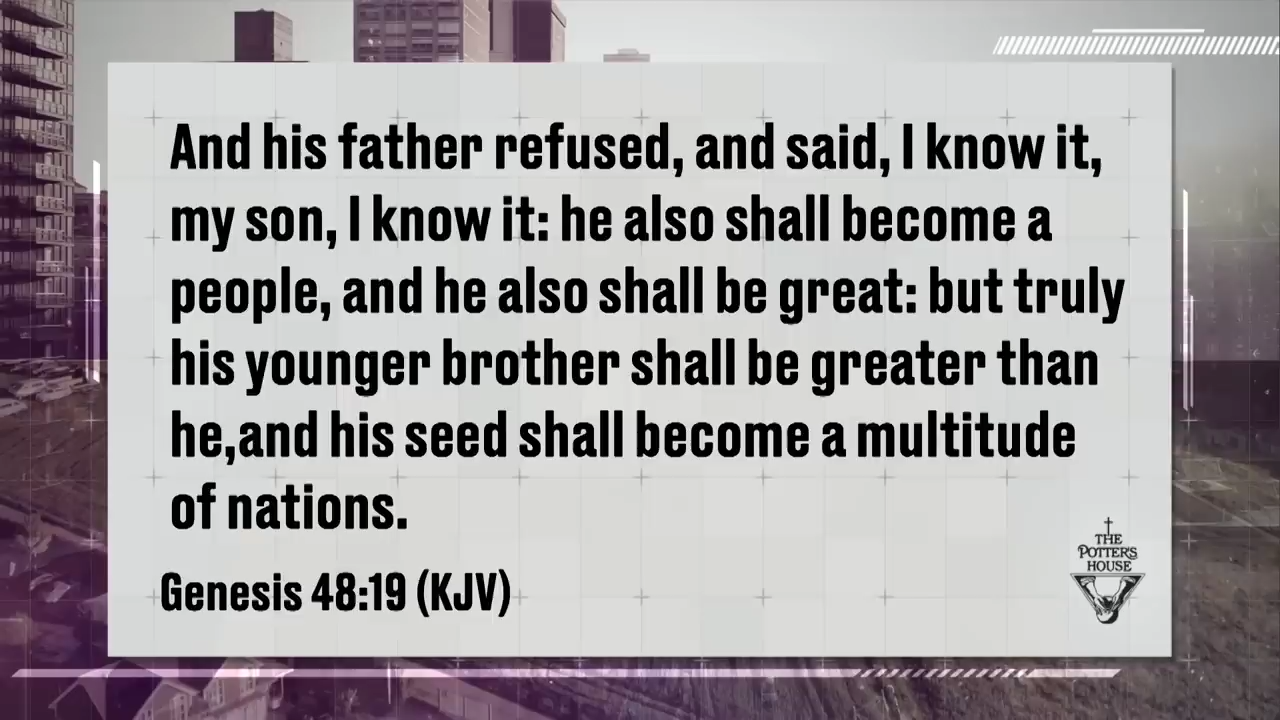 And his father refused, and said, I know it,
my son, I know it: he also shall become a
people, and he also shall be great: but truly
his younger brother shall be greater than
he,and his seed shall become a multitude
of nations.
Genesis 48:19 (KJV)
THE
POTTER'S
HOUSE